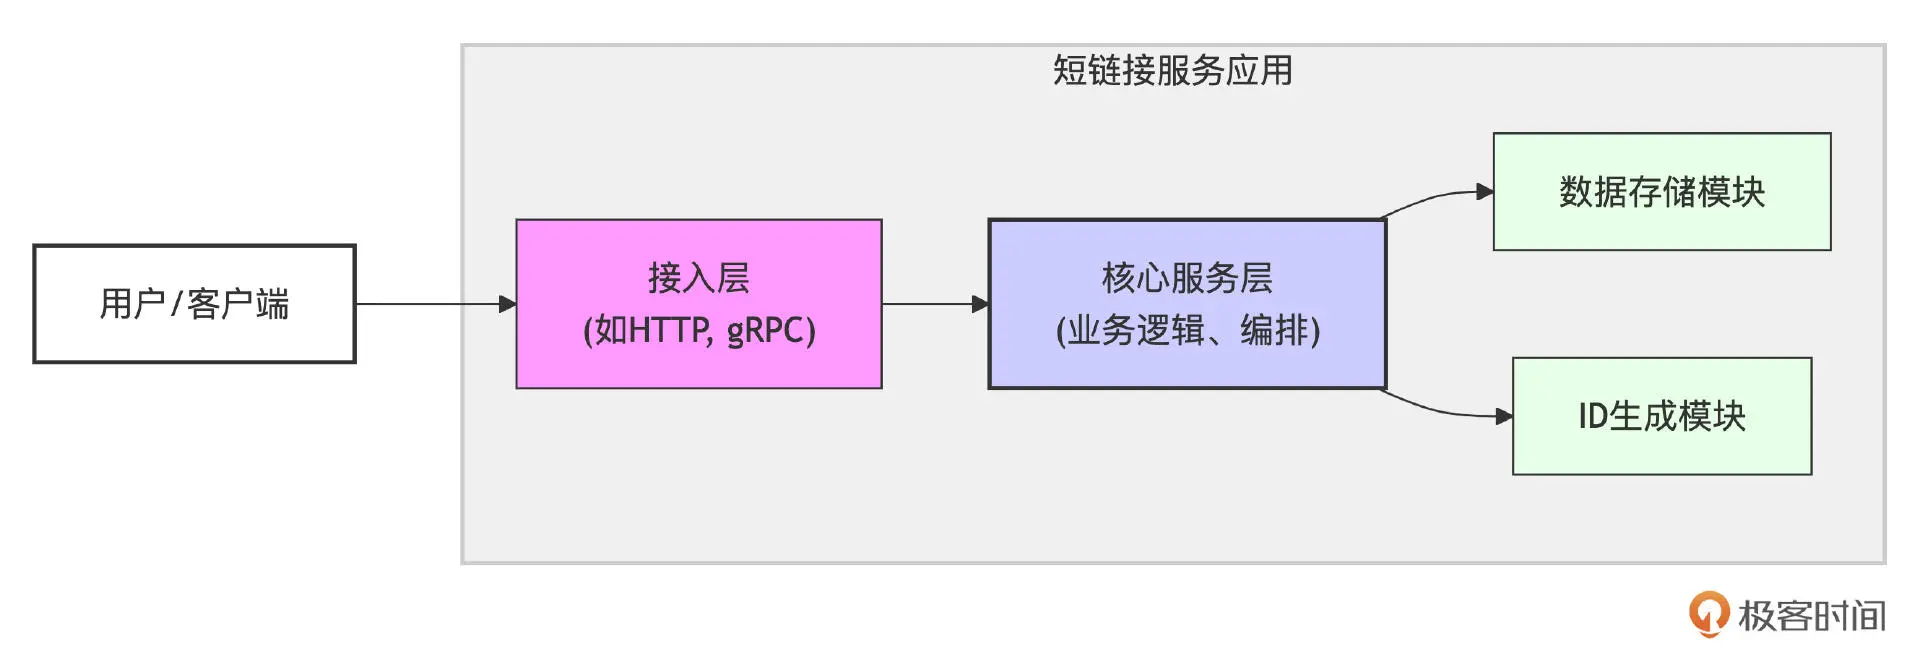 短链接服务应用
用户/客户端
接入层
(如HTTP, gRPC)
核心服务层
(业务逻辑、编排)
数据存储模块
ID生成模块
极客时间